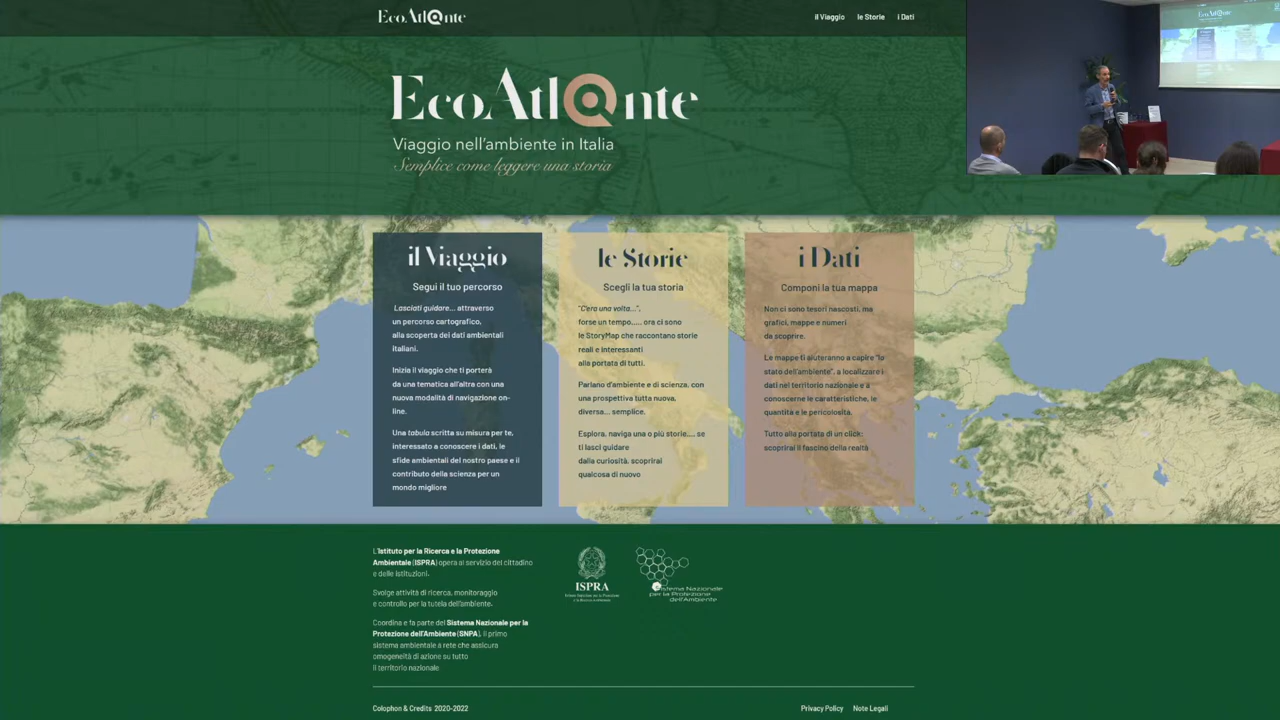 EcoAtl@nte
il Viaggio
le Storie
i Dati
EcoAtl@nte
Viaggio nell'ambiente in Italia
Semplice come leggere una storia
il Viaggio
Segui il tuo percorso
Lasciati guidare... attraverso
un percorso cartografico,
alla scoperta dei dati ambientali
italiani.
Inizia il viaggio che ti porterà
da una tematica all'altra con una
nuova modalità di navigazione on-
line.
Una tabula scritta su misura per te,
interessato a conoscere i dati, le
sfide ambientali del nostro paese e il
contributo della scienza per un
mondo migliore
le Storie
Scegli la tua storia
"C'era una volta...",
forse un tempo..... ora ci sono
le StoryMap che raccontano storie
reali e interessanti
alla portata di tutti.
Parlano d'ambiente e di scienza, con
una prospettiva tutta nuova,
diversa... semplice.
Esplora, naviga una o più storie.... se
ti lasci guidare
dalla curiosità, scoprirai
qualcosa di nuovo
i Dati
Componi la tua mappa
Non ci sono tesori nascosti, ma
grafici, mappe e numeri
da scoprire.
Le mappe ti aiuteranno a capire "lo
stato dell'ambiente", a localizzare i
dati nel territorio nazionale e a
conoscerne le caratteristiche, le
quantità e le pericolosità.
Tutto alla portata di un click:
scoprirai il fascino della realtà
L'Istituto per la Ricerca e la Protezione
Ambientale (ISPRA) opera al servizio del cittadino
e delle istituzioni.
Svolge attività di ricerca, monitoraggio
e controllo per la tutela dell'ambiente.
Coordina e fa parte del Sistema Nazionale per la
Protezione dell'Ambiente (SNPA), il primo
sistema ambientale a rete che assicura
omogeneità di azione su tutto
il territorio nazionale
ISPRA
Istituto Superiore per la Protezione
e la Ricerca Ambientale
Sistema Nazionale
per la Protezione
dell'Ambiente
Colophon & Credits 2020-2022
Privacy Policy
Note Legali